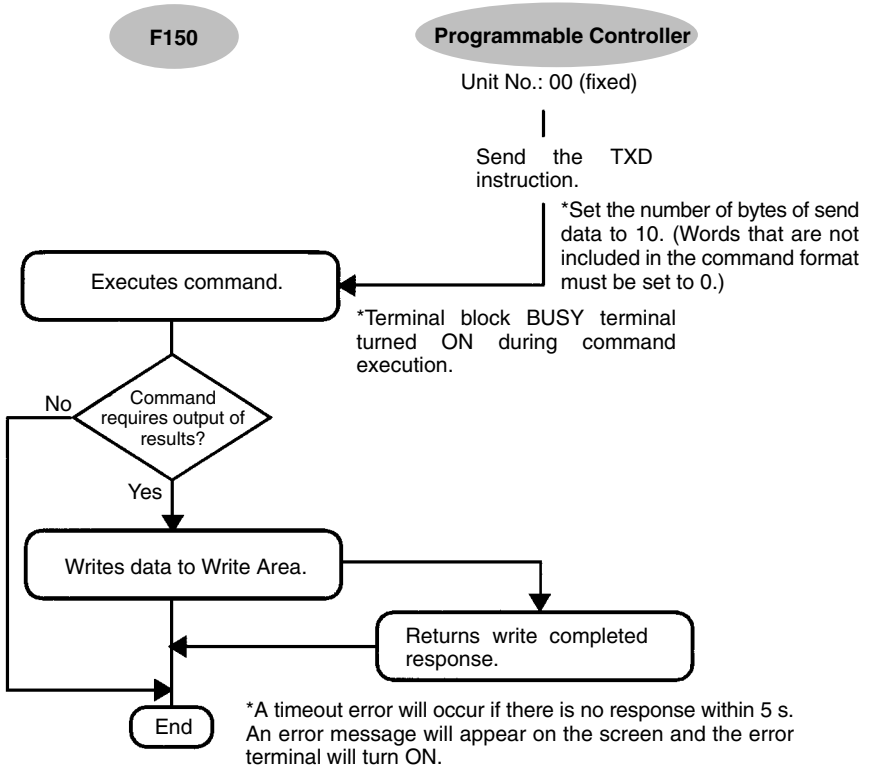 F150
Programmable Controller
Unit No.: 00 (fixed)
Send the TXD
instruction.
*Set the number of bytes of send
data to 10. (Words that are not
included in the command format
must be set to 0.)
Executes command.
*Terminal block BUSY terminal
turned ON during command
execution.
No
Command
requires output of
results?
Yes
Writes data to Write Area.
Returns write completed
response.
End
*A timeout error will occur if there is no response within 5 s.
An error message will appear on the screen and the error
terminal will turn ON.